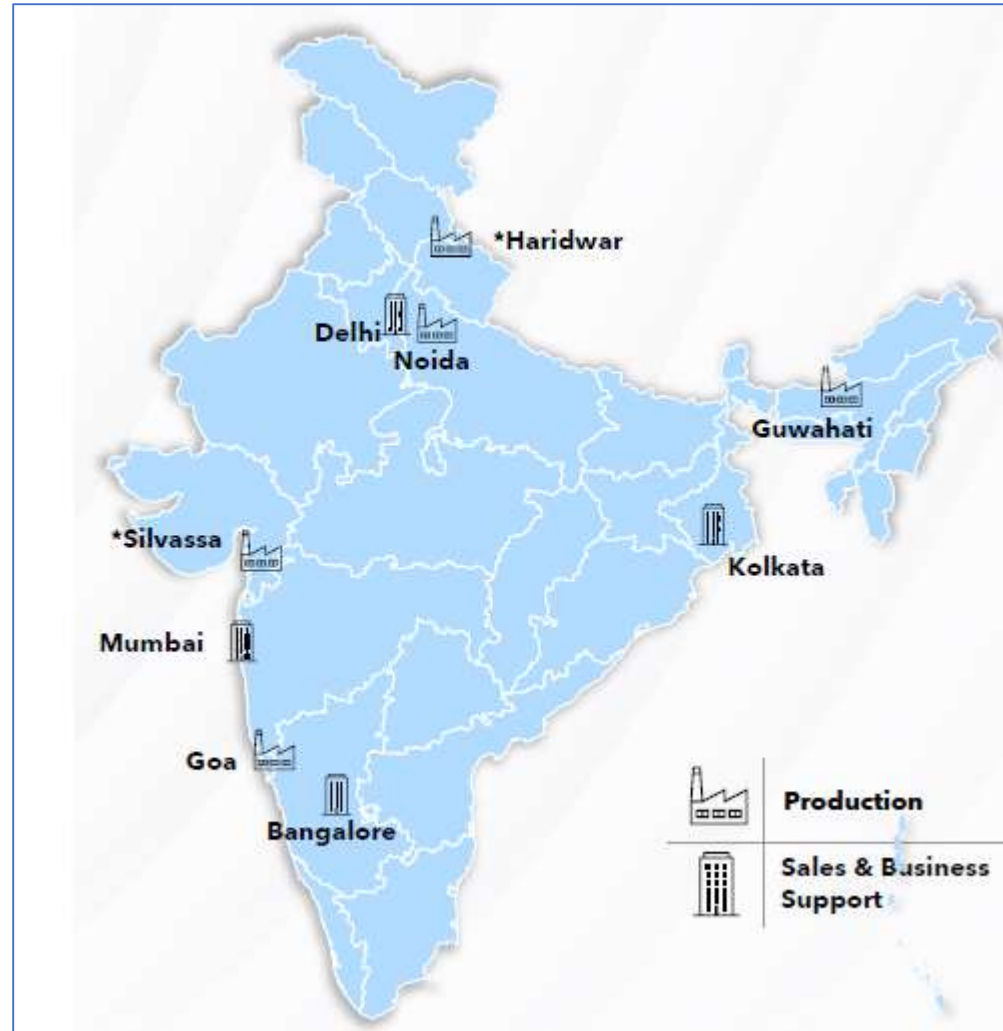 *Haridwar
Delhi
Noida
Guwahati
*Silvassa
Kolkata
Mumbai
Goa
Bangalore
Production
Sales & Business
Support